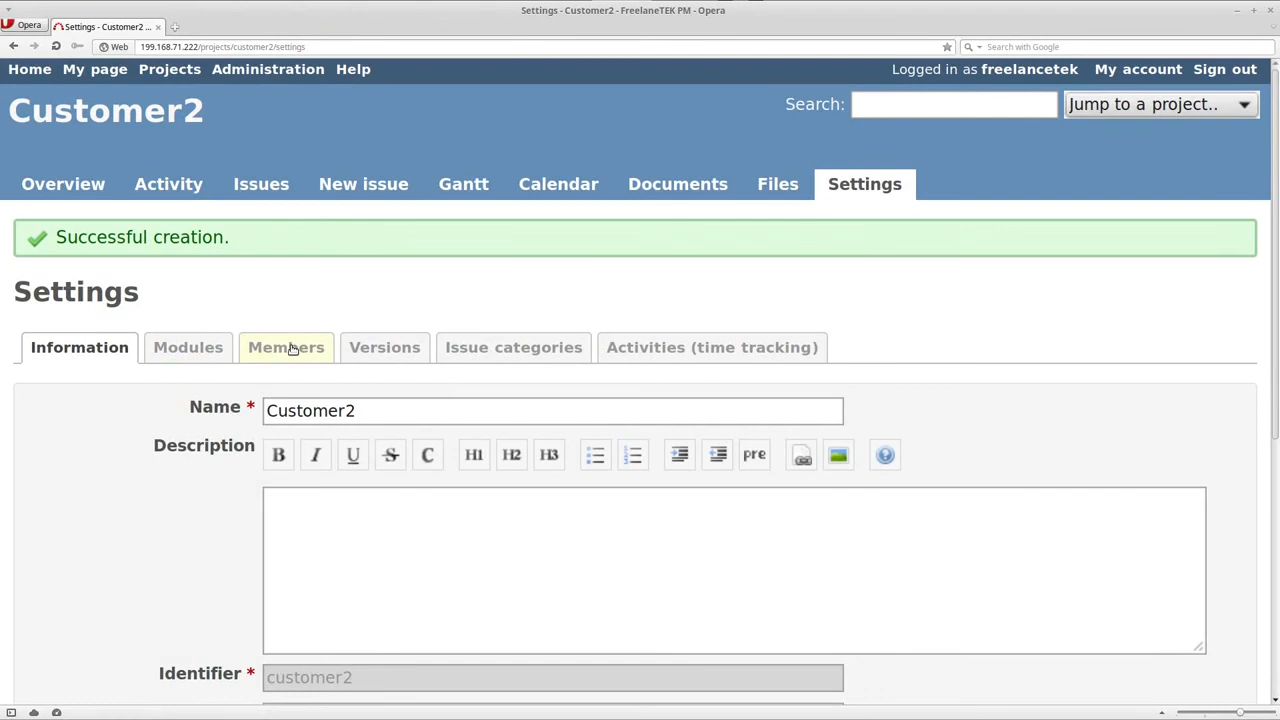 Settings - Customer2 - FreelaneTEK PM - Opera
Opera
Settings - Customer2 ...
Web
199.168.71.222/projects/customer2/settings
Search with Google
Home My page Projects Administration Help
Logged in as freelancetek My account Sign out
Customer2
Search:
Jump to a project..
Overview Activity Issues New issue Gantt Calendar Documents Files Settings
Successful creation.
Settings
Information Modules Members Versions Issue categories Activities (time tracking)
Name *
Customer2
Description
B I U S C H1 H2 H3 pre
Identifier *
customer2